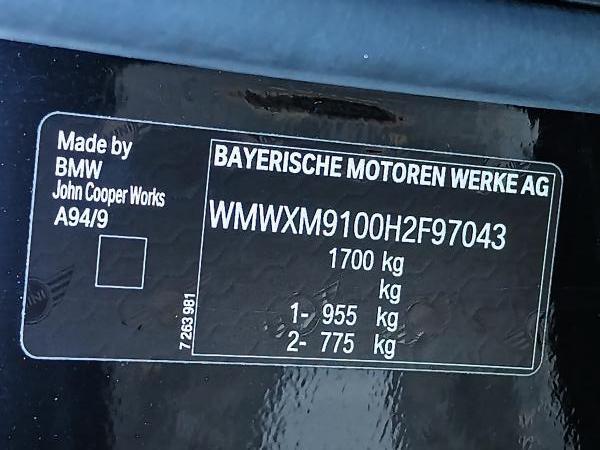 Made by
BMW
John Cooper Works
A94/9
7 263 981
BAYERISCHE MOTOREN WERKE AG
WMWXM9100H2F97043
1700 kg
kg
1- 955 kg
2- 775 kg
MINI